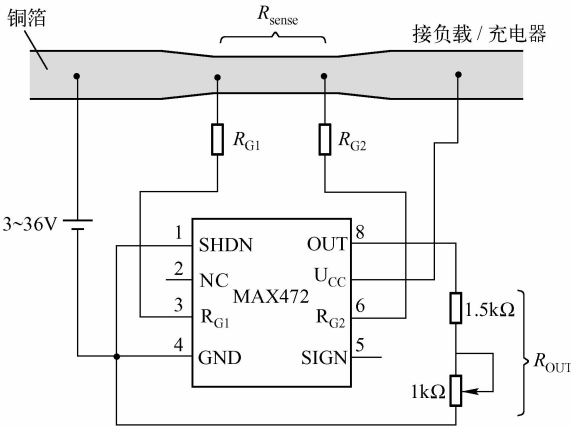 铜箔
Rsense
接负载/充电器
RG1
RG2
3~36V
1
SHDN
2
NC
3
RG1
4
GND
MAX472
OUT
8
UCC
RG2
6
SIGN
5
1.5kΩ
1kΩ
ROUT